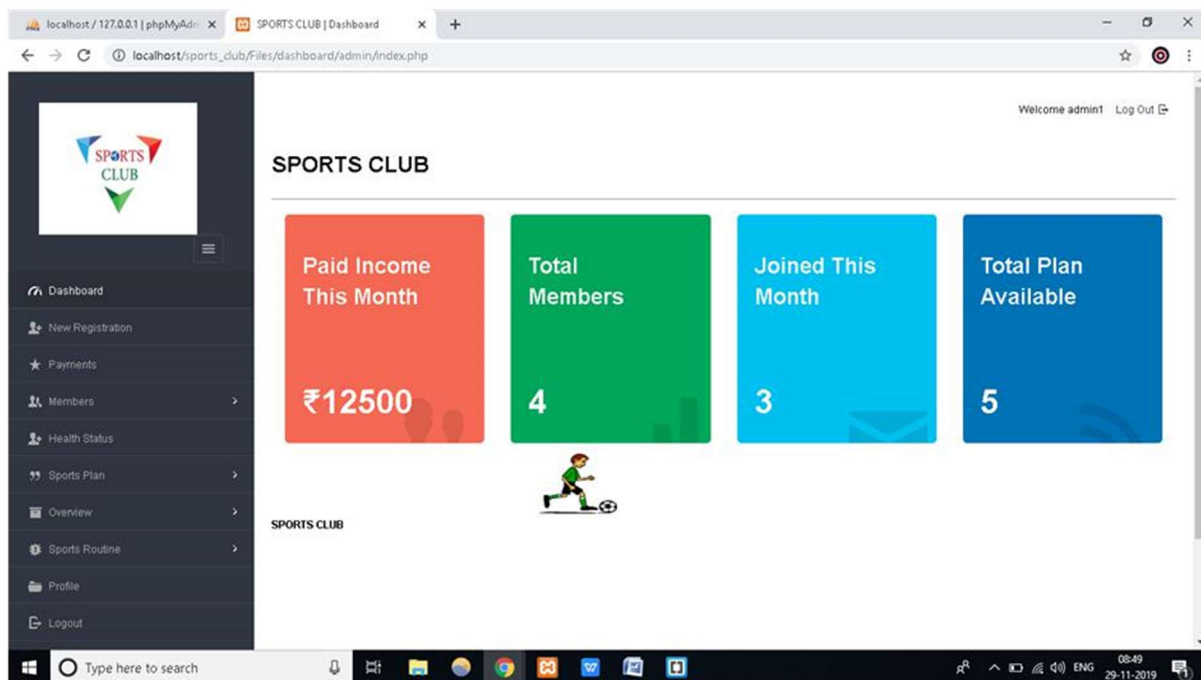 localhost / 127.0.0.1 | phpMyAdn
SPORTS CLUB | Dashboard
localhost/sports_club/Files/dashboard/admin/index.php
SPORTS
CLUB
Welcome admin1 Log Out
SPORTS CLUB
Paid Income
This Month
₹12500
Total
Members
4
Joined This
Month
3
Total Plan
Available
5
SPORTS CLUB
Dashboard
New Registration
Payments
Members
Health Status
Sports Plan
Overview
Sports Routine
Profile
Logout
Type here to search
ENG
08:49
29-11-2019